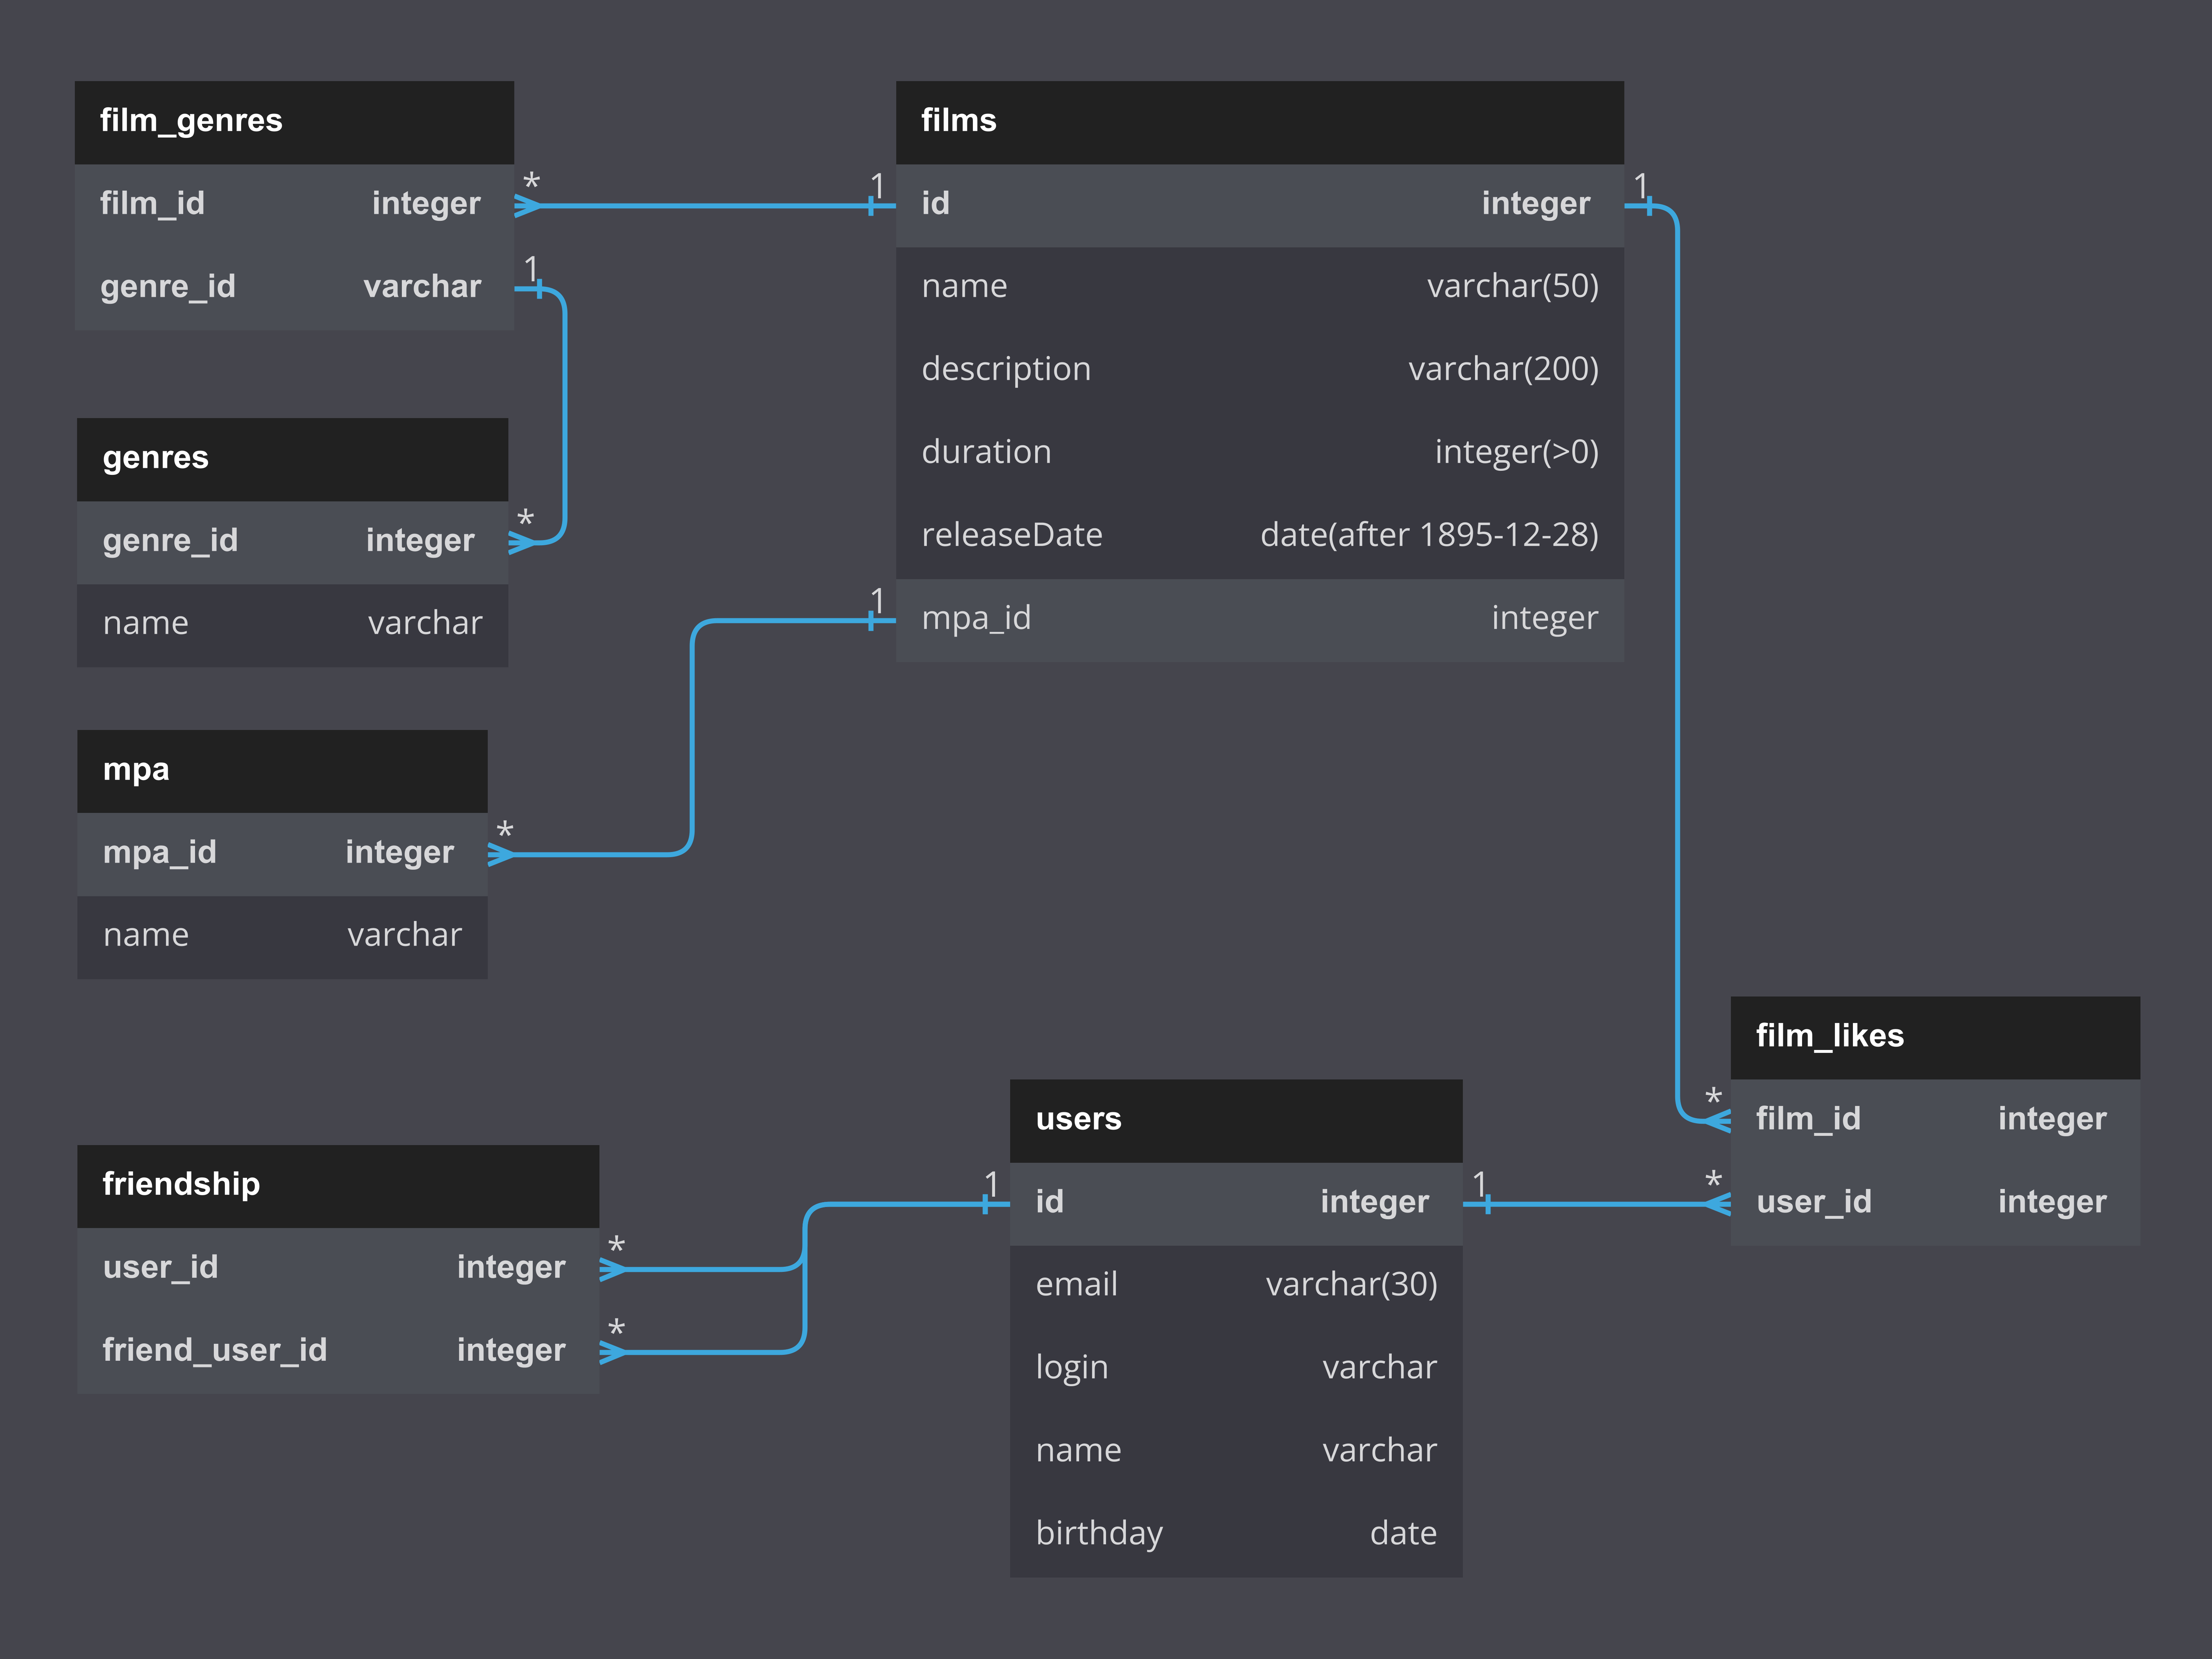 film_genres
film_id integer
genre_id varchar
* 1
1
genres
genre_id integer
name varchar
*
mpa
mpa_id integer
name varchar
*
films
id integer
name varchar(50)
description varchar(200)
duration integer(>0)
releaseDate date(after 1895-12-28)
mpa_id integer
1
1
friendship
user_id integer
friend_user_id integer
*
*
users
id integer
email varchar(30)
login varchar
name varchar
birthday date
1 1
film_likes
film_id integer
user_id integer
*
*